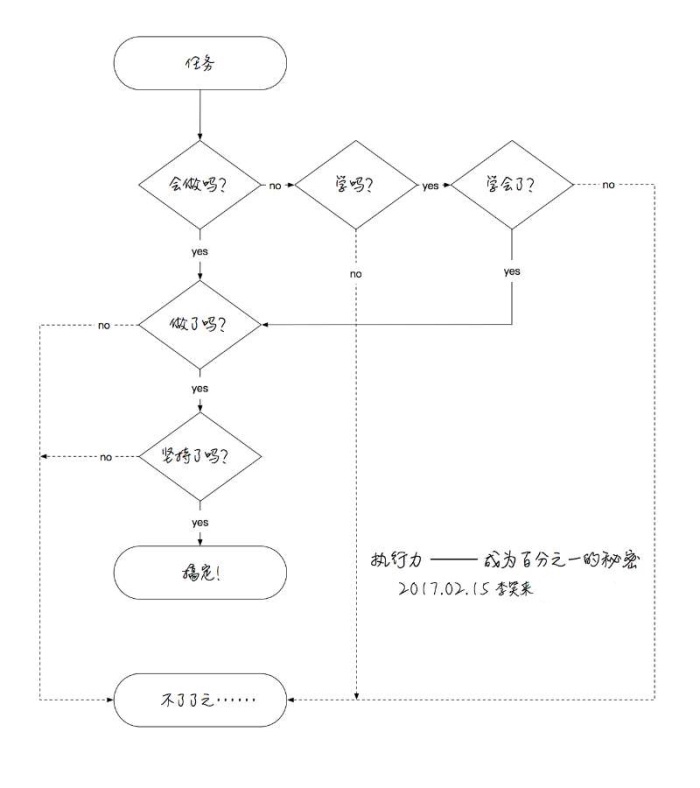 任务
会做吗?
no
学吗?
yes
学会了?
no
yes
no
yes
做了吗?
no
yes
坚持了吗?
no
yes
搞定!
执行力 —— 成为百分之一的秘密
2017.02.15 李笑来
不了了之……